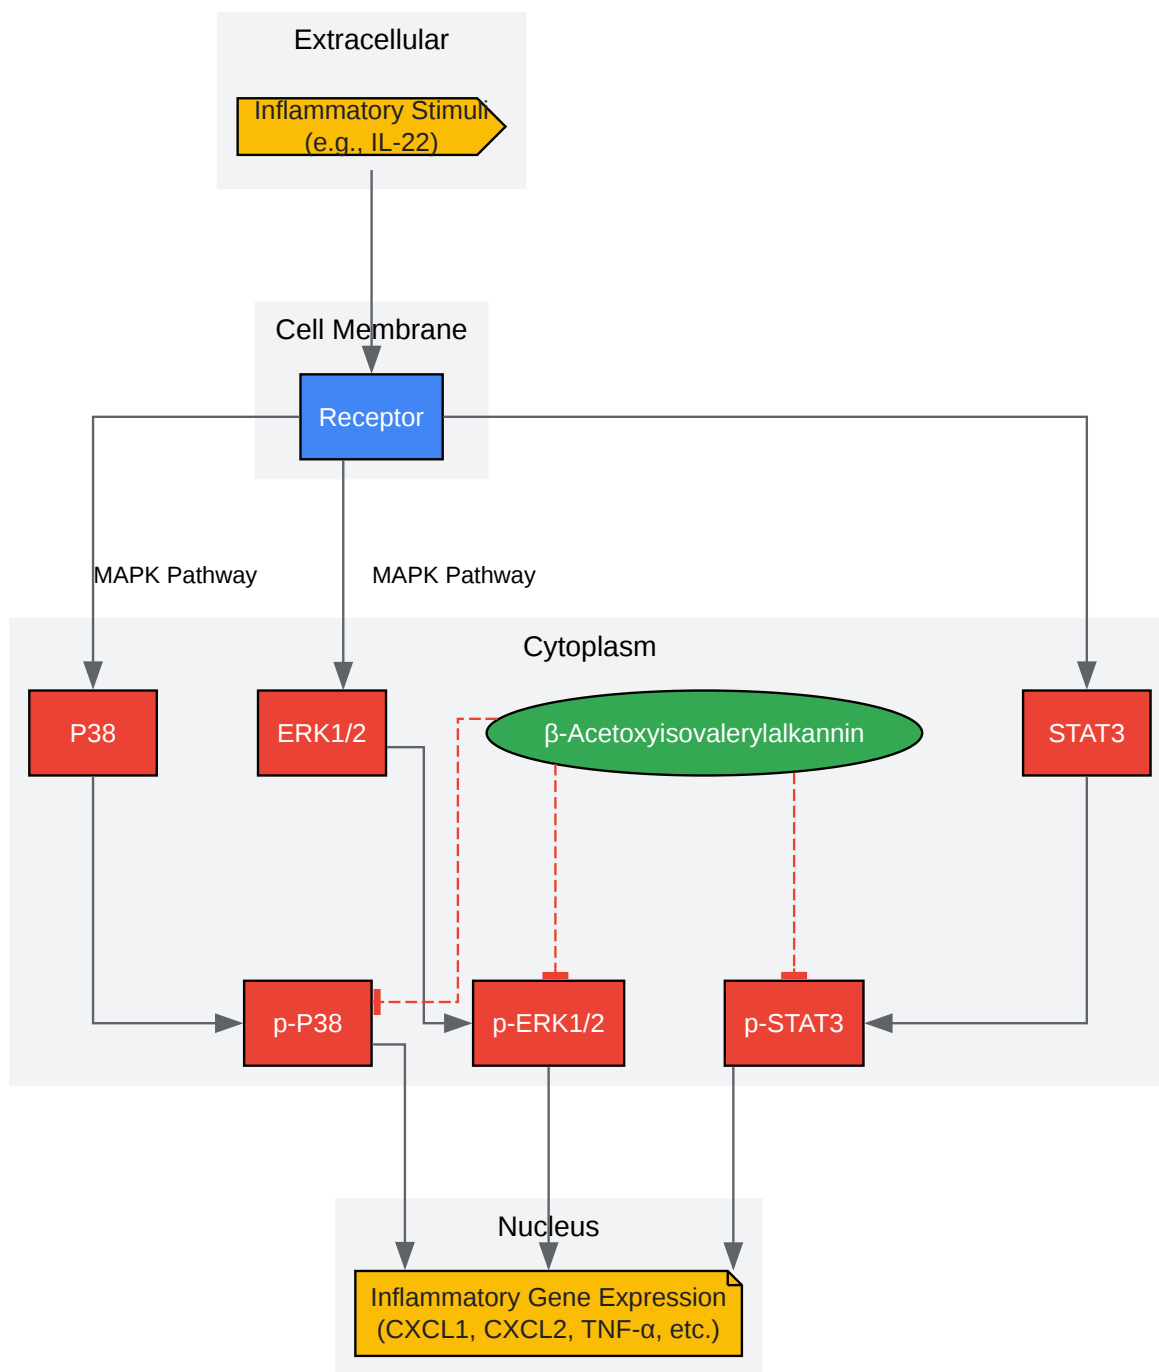 Extracellular
Inflammatory Stimuli
(e.g., IL-22)
Cell Membrane
Receptor
MAPK Pathway
MAPK Pathway
Cytoplasm
P38
ERK1/2
β-Acetoxyisovalerylalkannin
STAT3
p-P38
p-ERK1/2
p-STAT3
Nucleus
Inflammatory Gene Expression
(CXCL1, CXCL2, TNF-α, etc.)